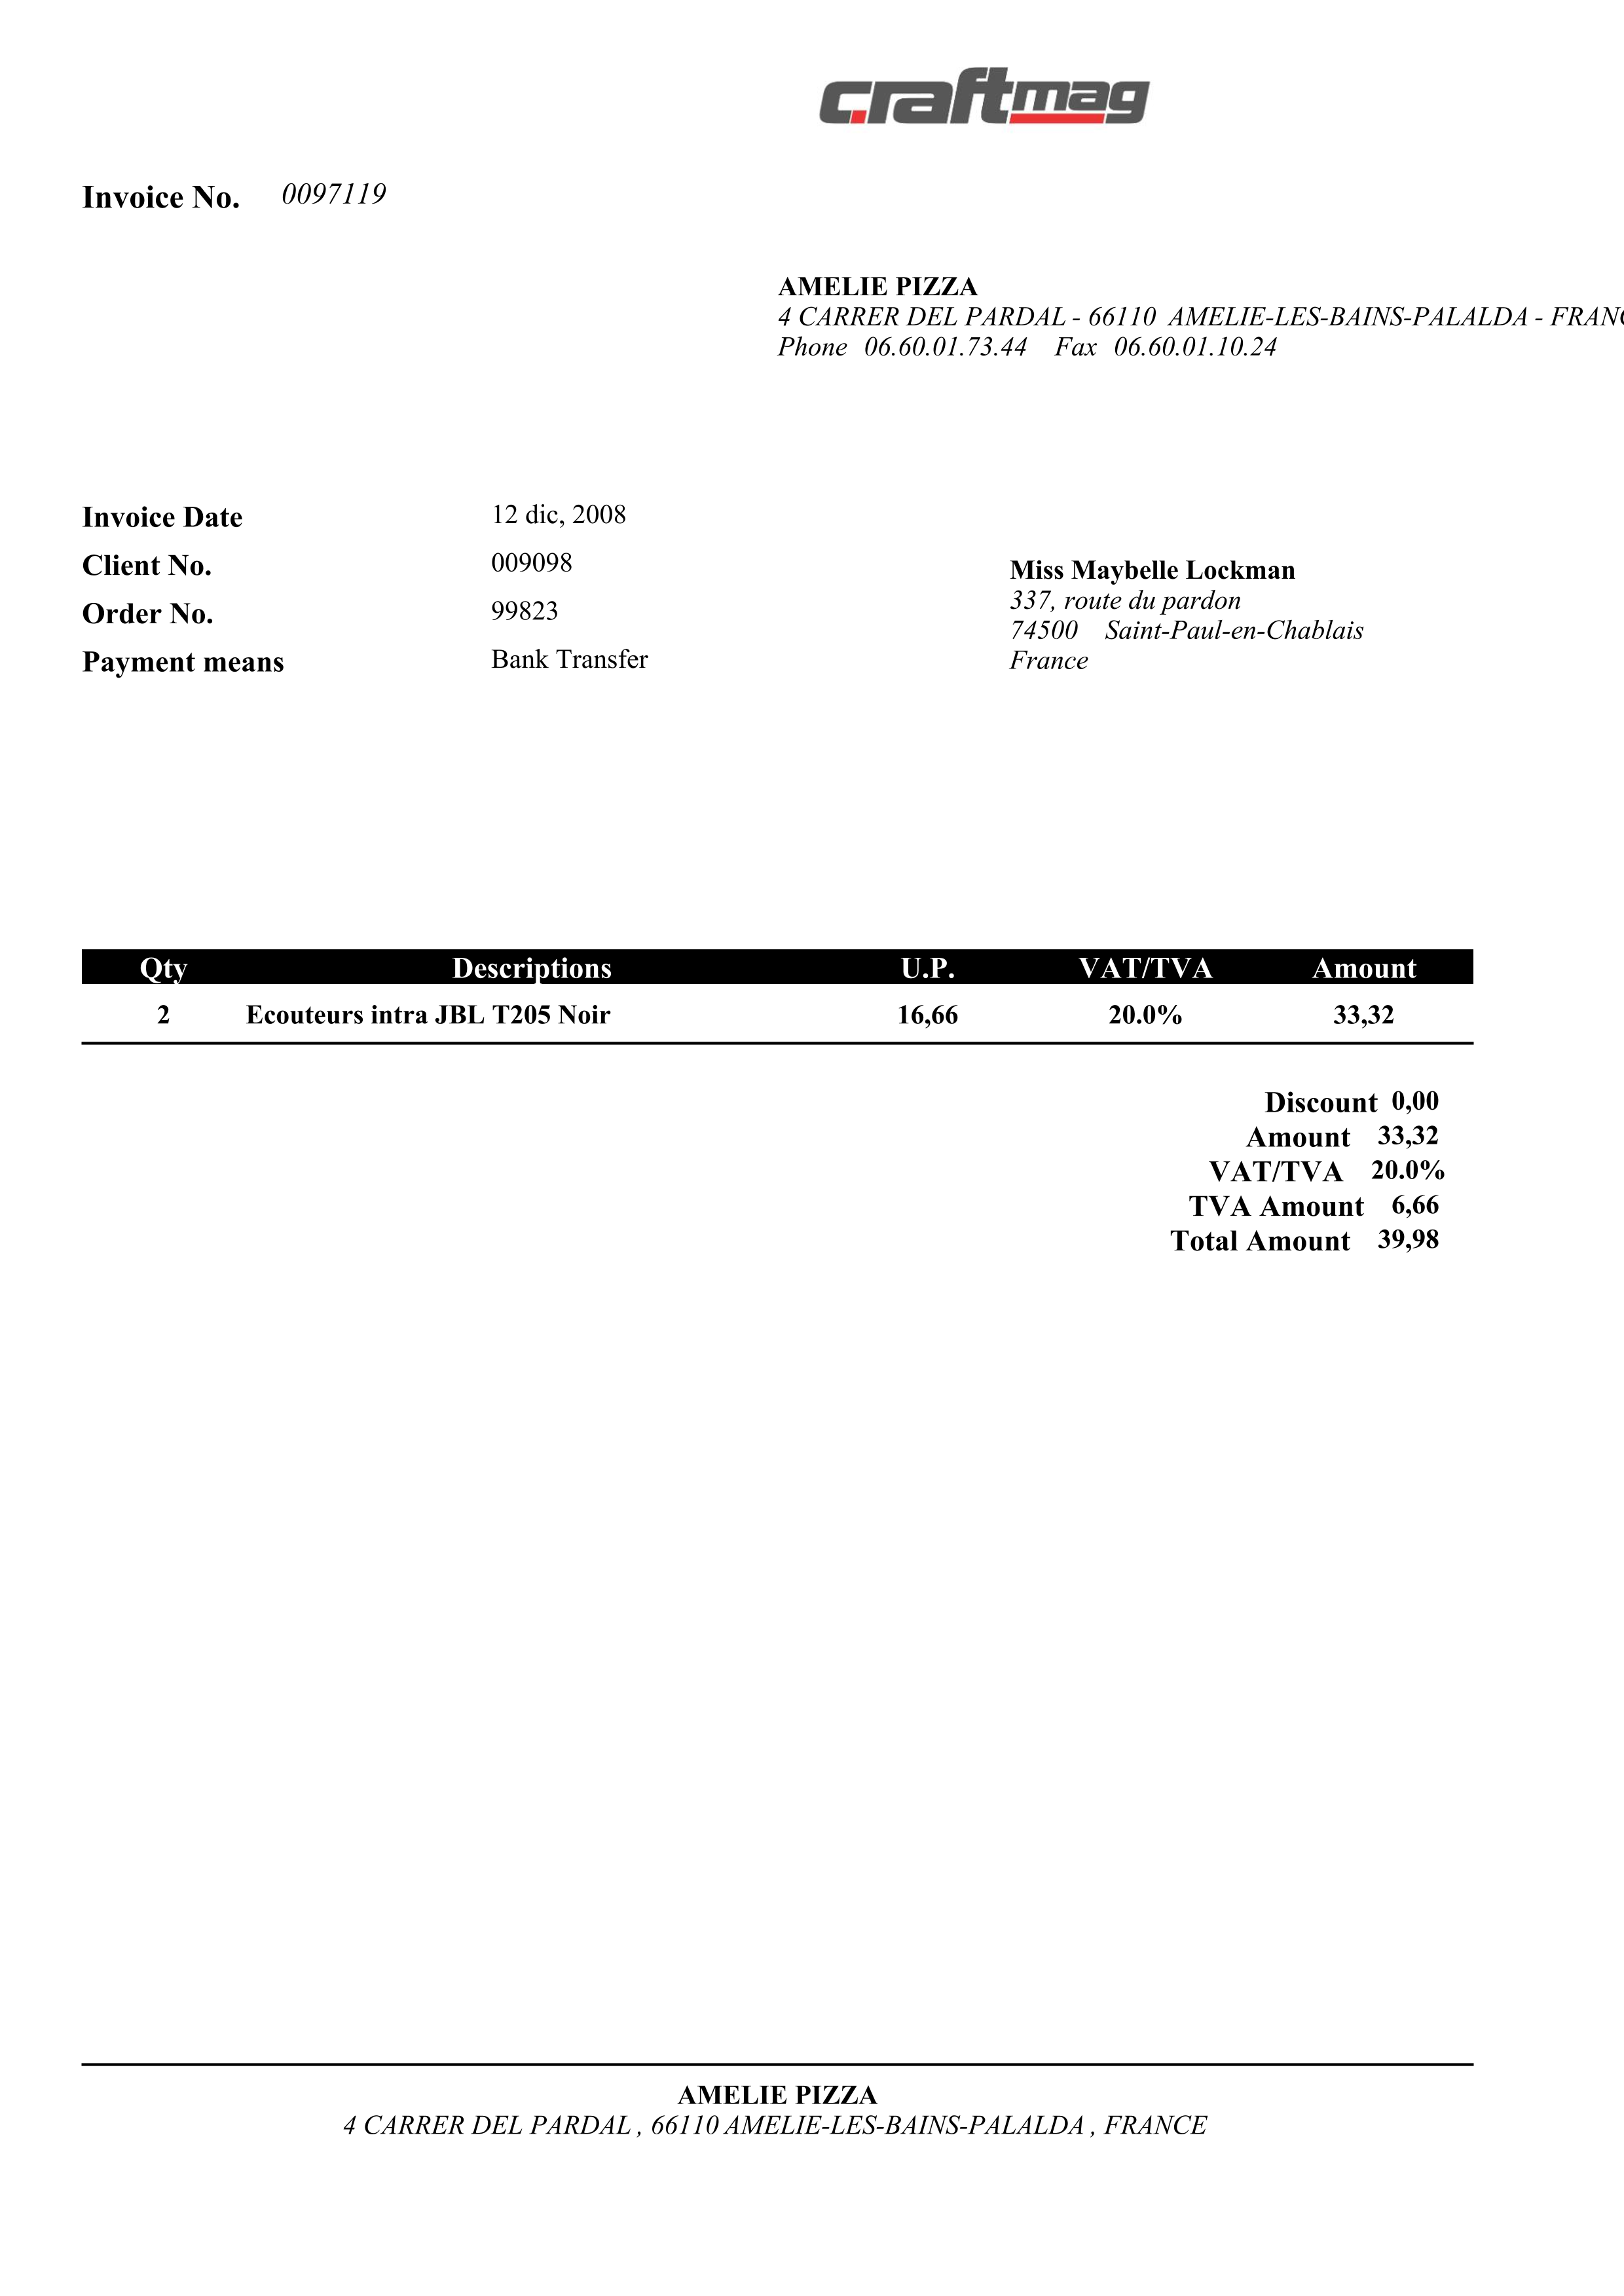 craftmag
Invoice No. 0097119
AMELIE PIZZA
4 CARRER DEL PARDAL - 66110 AMELIE-LES-BAINS-PALALDA - FRANC
Phone 06.60.01.73.44 Fax 06.60.01.10.24
Invoice Date 12 dic, 2008
Client No. 009098
Order No. 99823
Payment means Bank Transfer
Miss Maybelle Lockman
337, route du pardon
74500 Saint-Paul-en-Chablais
France
Qty Descriptions U.P. VAT/TVA Amount
2 Ecouteurs intra JBL T205 Noir 16,66 20.0% 33,32
Discount 0,00
Amount 33,32
VAT/TVA 20.0%
TVA Amount 6,66
Total Amount 39,98
AMELIE PIZZA
4 CARRER DEL PARDAL , 66110 AMELIE-LES-BAINS-PALALDA , FRANCE